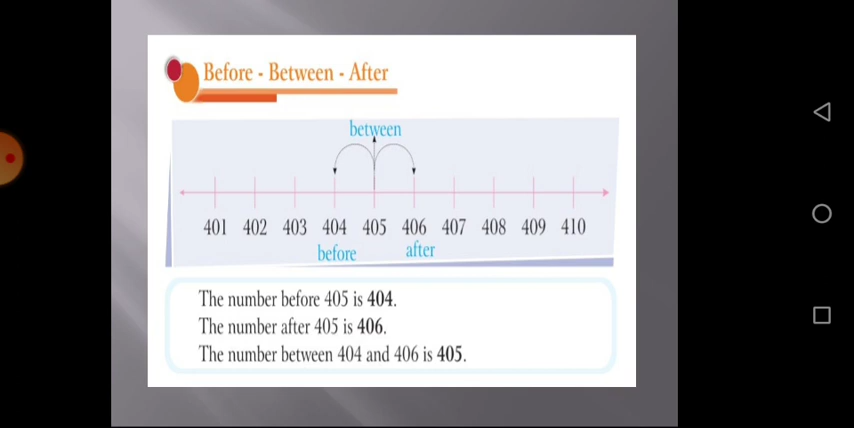 Before - Between - After
between
401 402 403 404 405 406 407 408 409 410
before after
The number before 405 is 404.
The number after 405 is 406.
The number between 404 and 406 is 405.